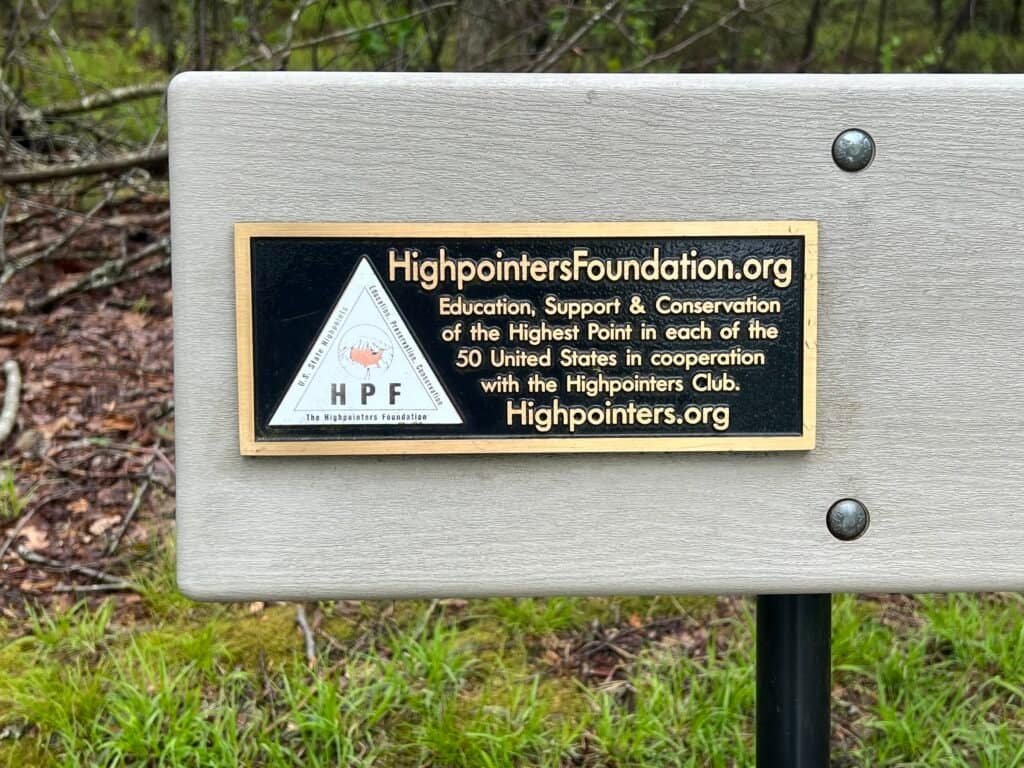 HighpointersFoundation.org
Education, Support & Conservation
of the Highest Point in each of the
50 United States in cooperation
with the Highpointers Club.
Highpointers.org
U.S. State Highpoints
Education, Preservation, Conservation
HPF
The Highpointers Foundation